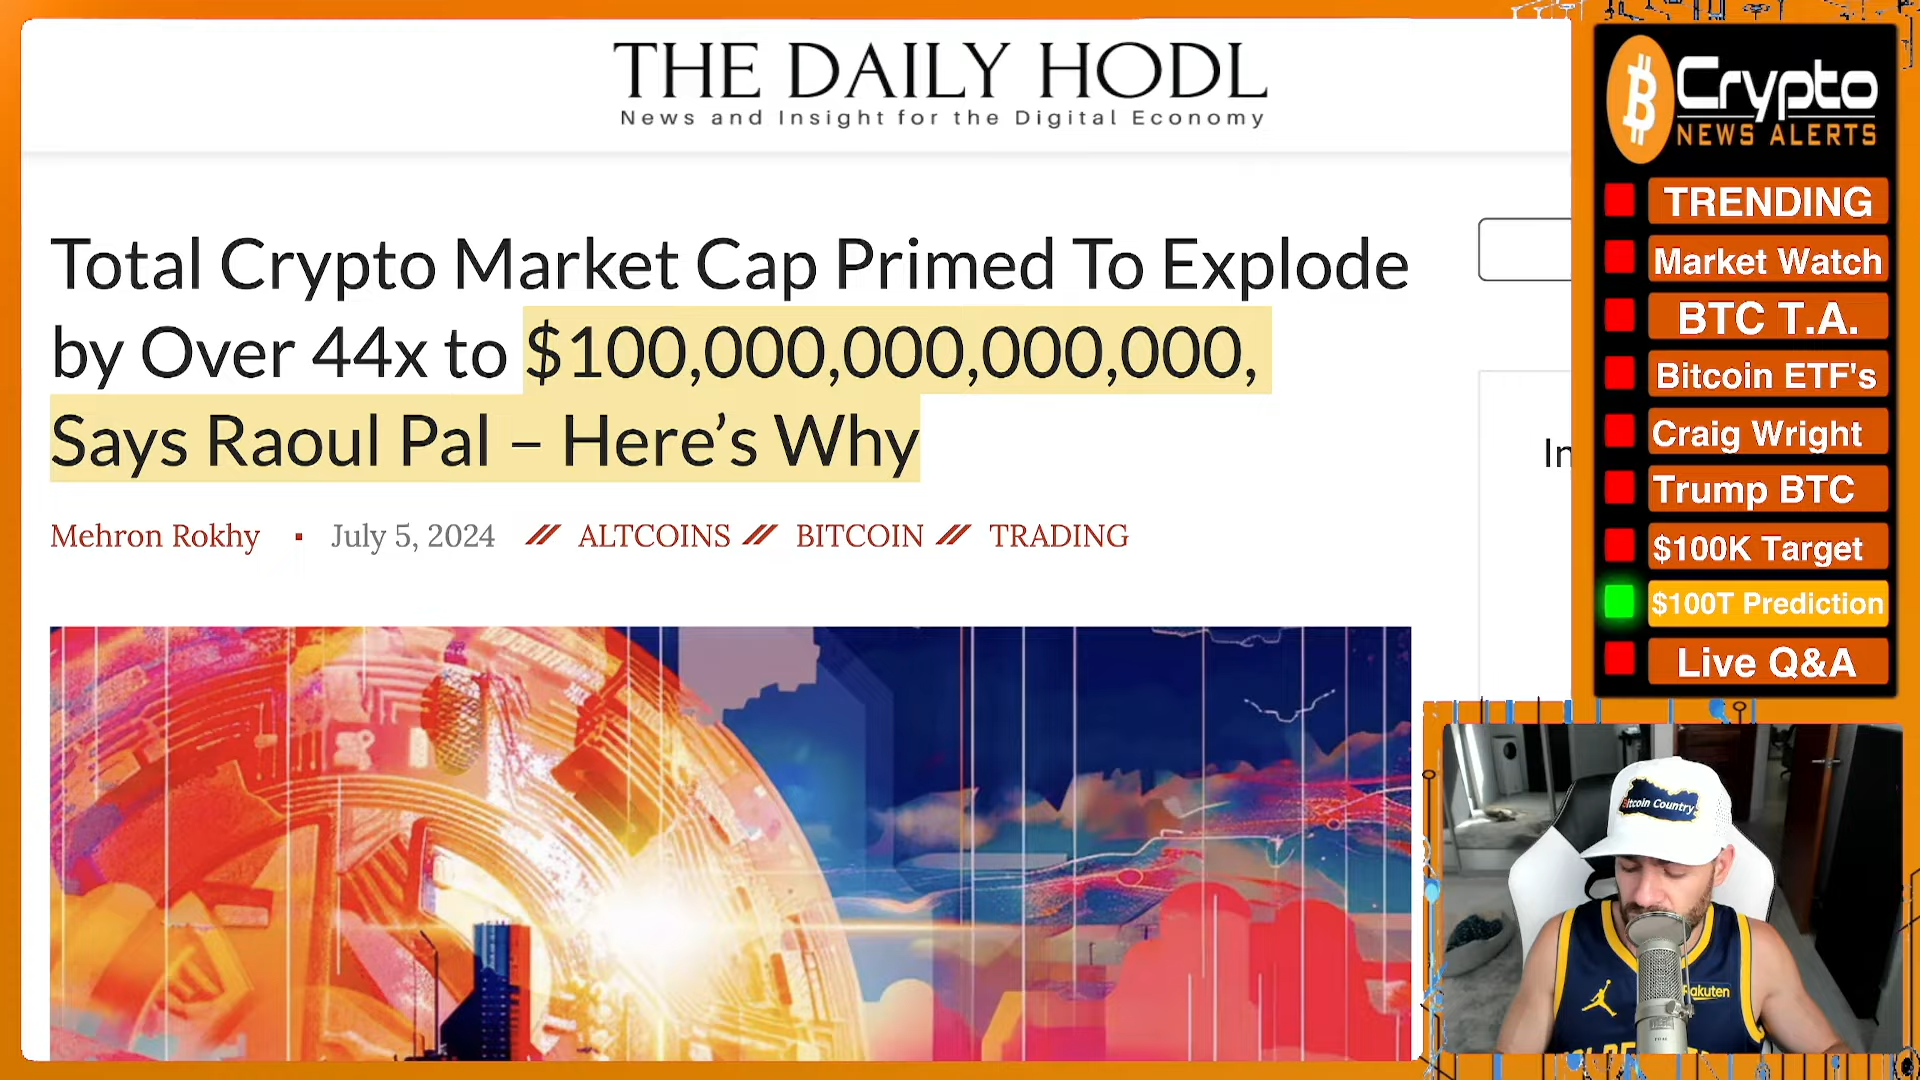 THE DAILY HODL
News and Insight for the Digital Economy
Total Crypto Market Cap Primed To Explode
by Over 44x to $100,000,000,000,000,
Says Raoul Pal – Here’s Why
Mehron Rokhy ▪ July 5, 2024 // ALTCOINS // BITCOIN // TRADING
In
Crypto
NEWS ALERTS
TRENDING
Market Watch
BTC T.A.
Bitcoin ETF's
Craig Wright
Trump BTC
$100K Target
$100T Prediction
Live Q&A
Bitcoin Country
Rakuten